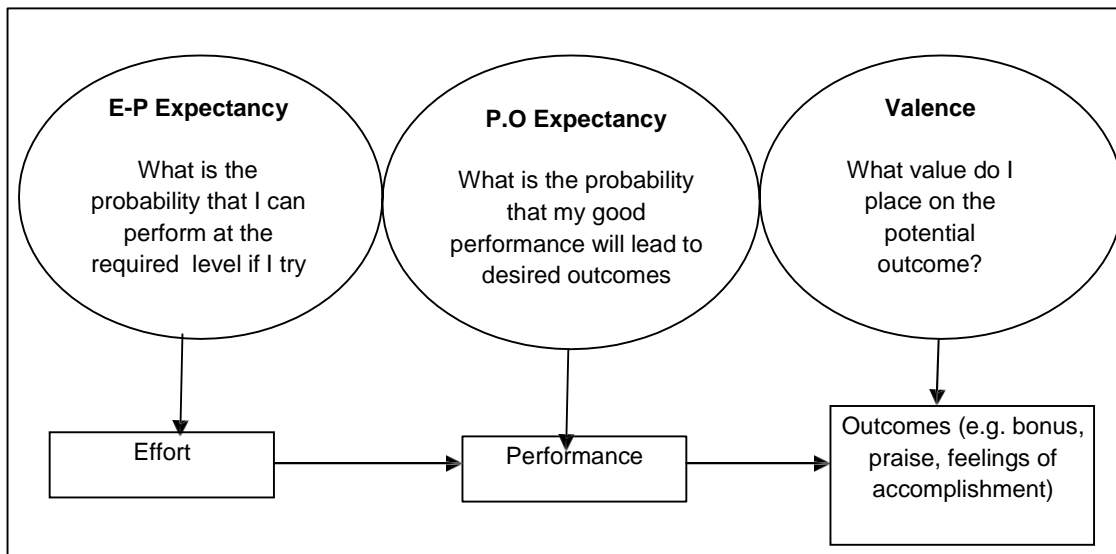 E-P Expectancy
What is the
probability that I can
perform at the
required level if I try
P.O Expectancy
What is the probability
that my good
performance will lead to
desired outcomes
Valence
What value do I
place on the
potential
outcome?
Effort
Performance
Outcomes (e.g. bonus,
praise, feelings of
accomplishment)